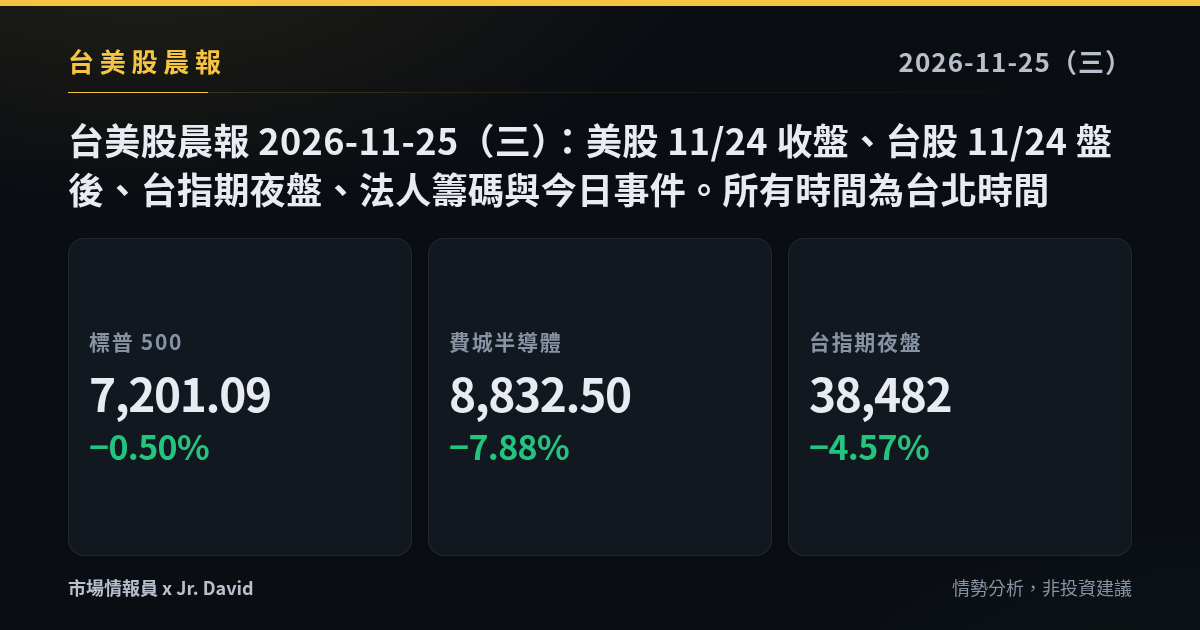 台美股晨報
2026-11-25（三）
台美股晨報 2026-11-25（三）：美股 11/24 收盤、台股 11/24 盤
後、台指期夜盤、法人籌碼與今日事件。所有時間為台北時間
標普 500
7,201.09
−0.50%
費城半導體
8,832.50
−7.88%
台指期夜盤
38,482
−4.57%
市場情報員 x Jr. David
情勢分析，非投資建議